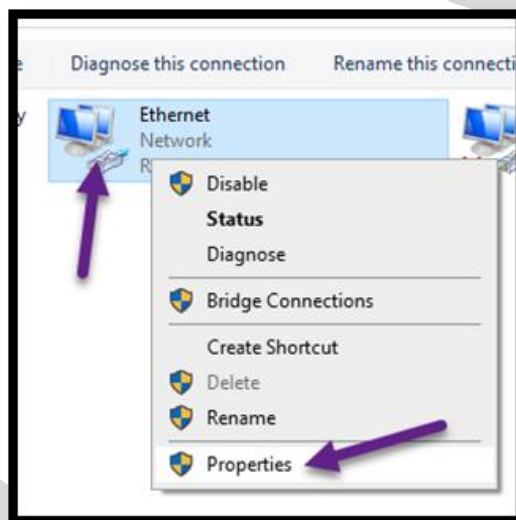 Diagnose this connection Rename this connecti
Ethernet
Network
Disable
Status
Diagnose
Bridge Connections
Create Shortcut
Delete
Rename
Properties